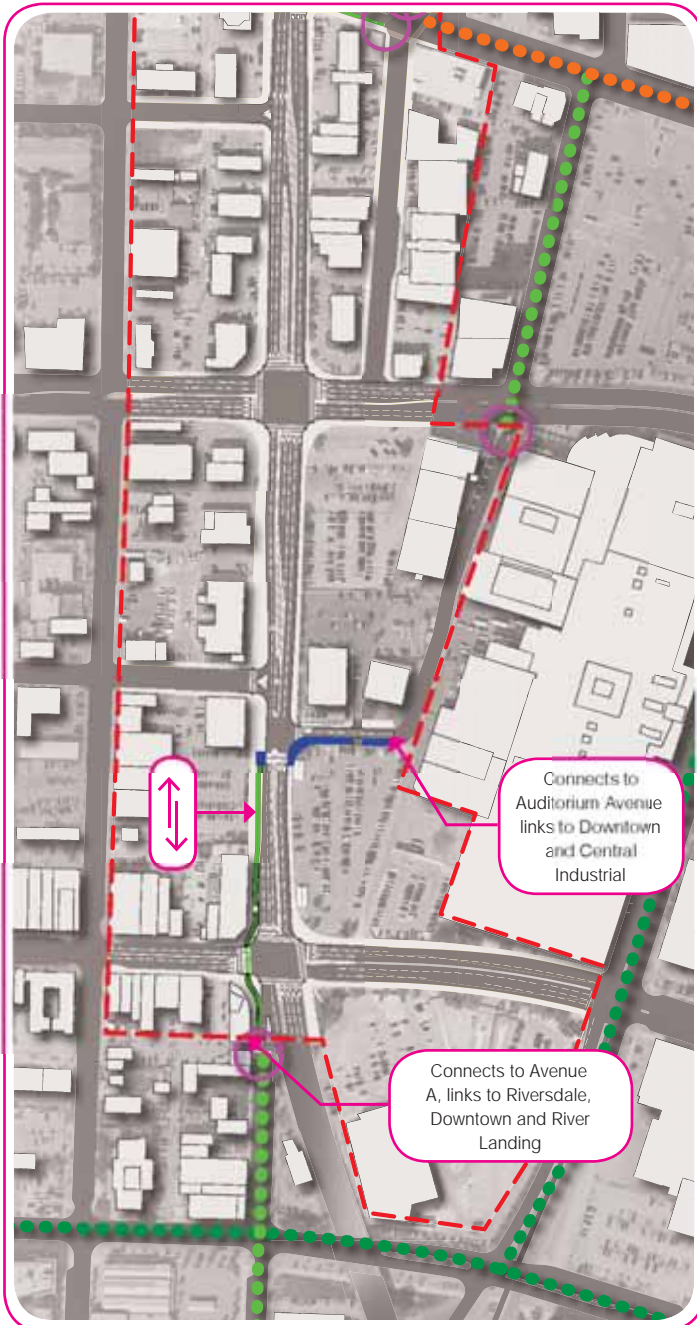 Connects to
Auditorium Avenue
links to Downtown
and Central
Industrial
Connects to Avenue
A, links to Riversdale,
Downtown and River
Landing